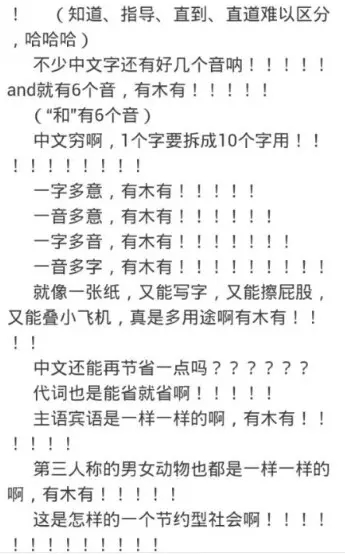 ！　（知道、指导、直到、直道难以区分
，哈哈哈）
不少中文字还有好几个音呐！！！！！
and就有6个音，有木有！！！！！
（“和”有6个音）
中文穷啊，1个字要拆成10个字用！！
！！！！！！！！！
一字多意，有木有！！！！！
一音多意，有木有！！！！！！
一字多音，有木有！！！！！！！
一音多字，有木有！！！！！！！！！
就像一张纸，又能写字，又能擦屁股，
又能叠小飞机，真是多用途啊有木有！！
！！
中文还能再节省一点吗？？？？？？
代词也是能省就省啊！！！！！
主语宾语是一样一样的啊，有木有！！
！！！！
第三人称的男女动物也都是一样一样的
啊，有木有！！！！！
这是怎样的一个节约型社会啊！！！！
！！！！！！！！！！